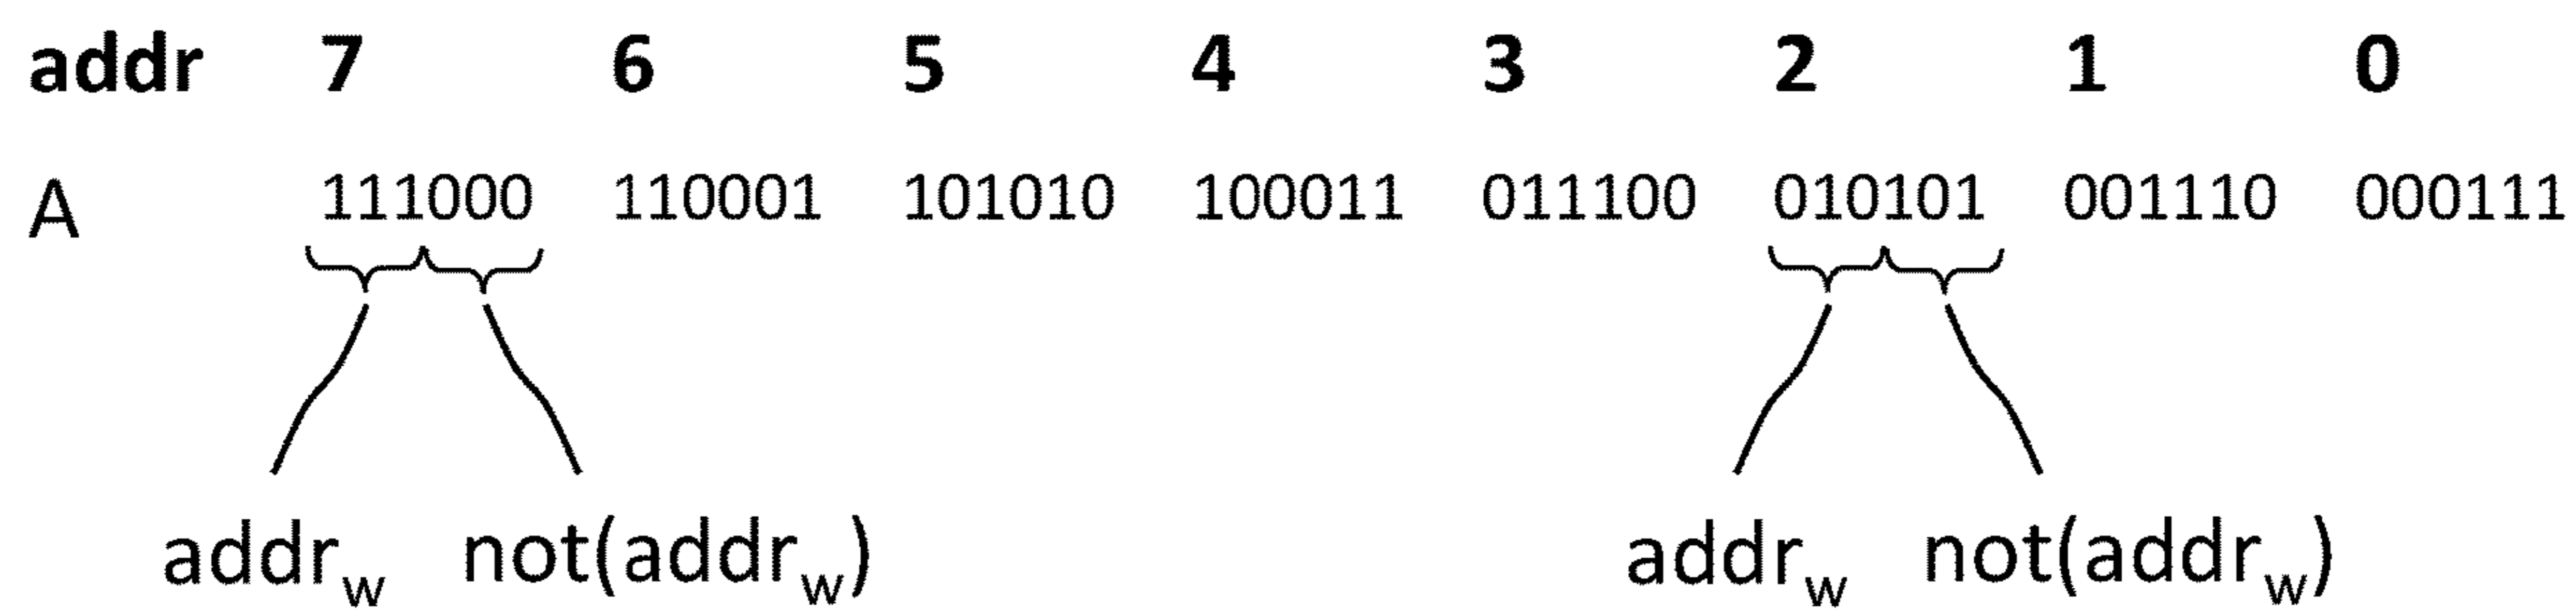 addr 7 6 5 4 3 2 1 0
A 111000 110001 101010 100011 011100 010101 001110 000111
addr_w not(addr_w) addr_w not(addr_w)